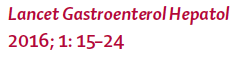 Lancet Gastroenterol Hepatol
2016; 1: 15–24